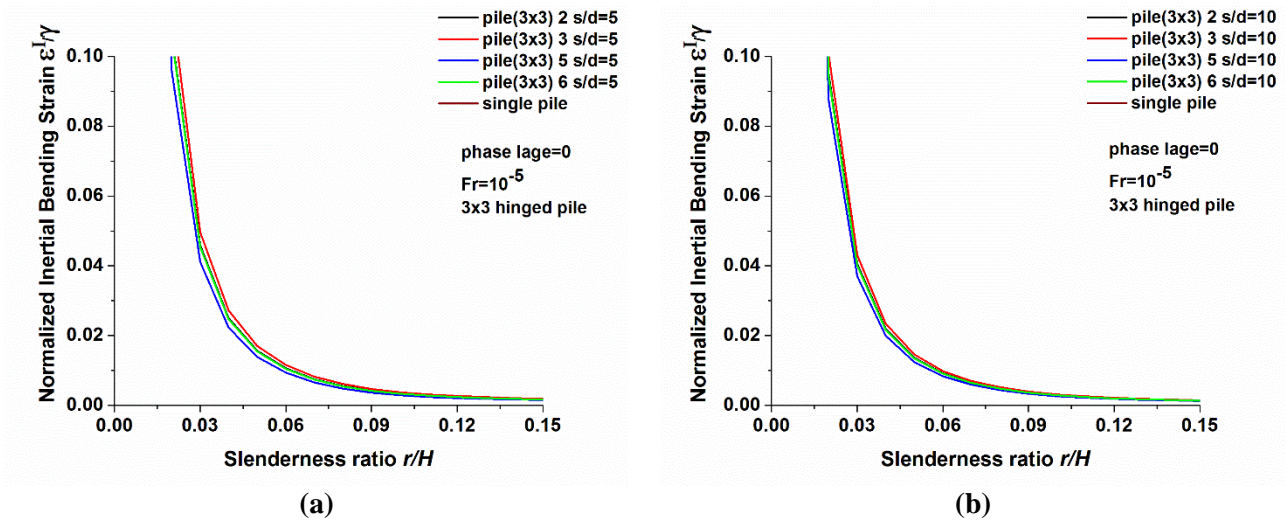 pile(3x3) 2 s/d=5
pile(3x3) 3 s/d=5
pile(3x3) 5 s/d=5
pile(3x3) 6 s/d=5
single pile
phase lage=0
Fr=10⁻⁵
3x3 hinged pile
Normalized Inertial Bending Strain εᴵ/γ
0.10
0.08
0.06
0.04
0.02
0.00
0.00 0.03 0.06 0.09 0.12 0.15
Slenderness ratio r/H
(a)
pile(3x3) 2 s/d=10
pile(3x3) 3 s/d=10
pile(3x3) 5 s/d=10
pile(3x3) 6 s/d=10
single pile
phase lage=0
Fr=10⁻⁵
3x3 hinged pile
Normalized Inertial Bending Strain εᴵ/γ
0.10
0.08
0.06
0.04
0.02
0.00
0.00 0.03 0.06 0.09 0.12 0.15
Slenderness ratio r/H
(b)